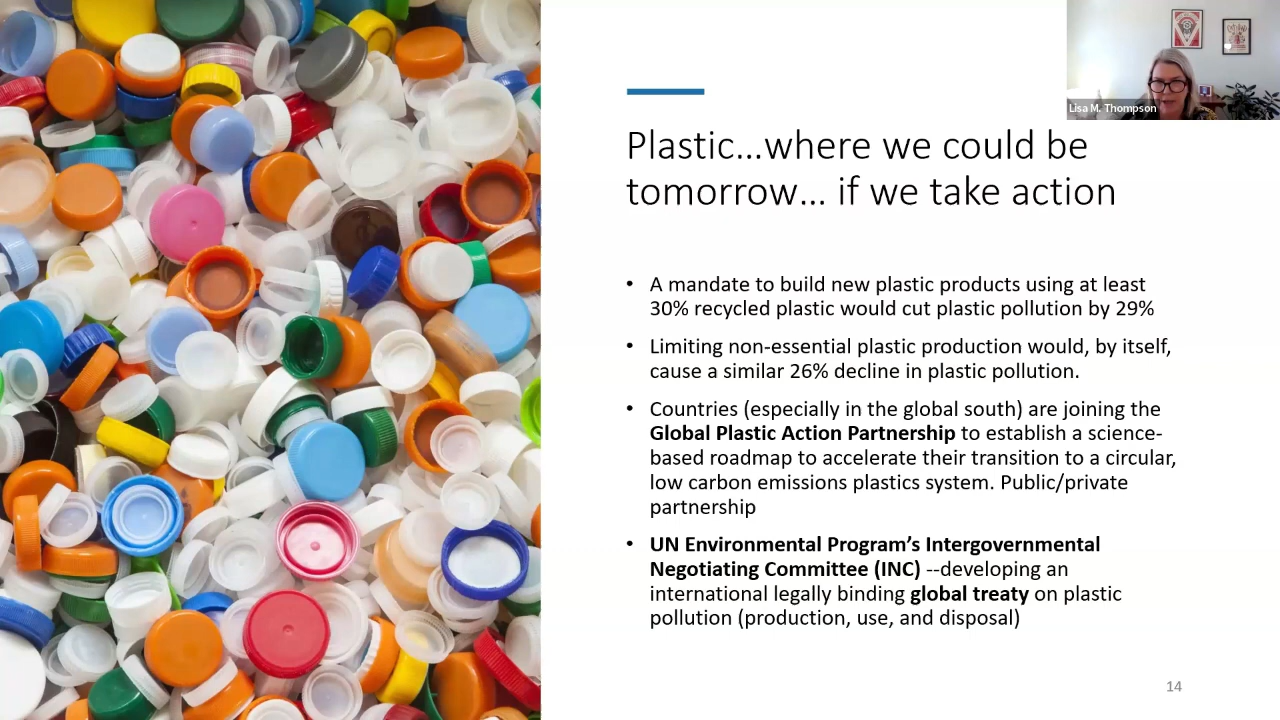 Lisa M. Thompson
Plastic…where we could be
tomorrow… if we take action
• A mandate to build new plastic products using at least
30% recycled plastic would cut plastic pollution by 29%
• Limiting non-essential plastic production would, by itself,
cause a similar 26% decline in plastic pollution.
• Countries (especially in the global south) are joining the
Global Plastic Action Partnership to establish a science-
based roadmap to accelerate their transition to a circular,
low carbon emissions plastics system. Public/private
partnership
• UN Environmental Program’s Intergovernmental
Negotiating Committee (INC) --developing an
international legally binding global treaty on plastic
pollution (production, use, and disposal)
14